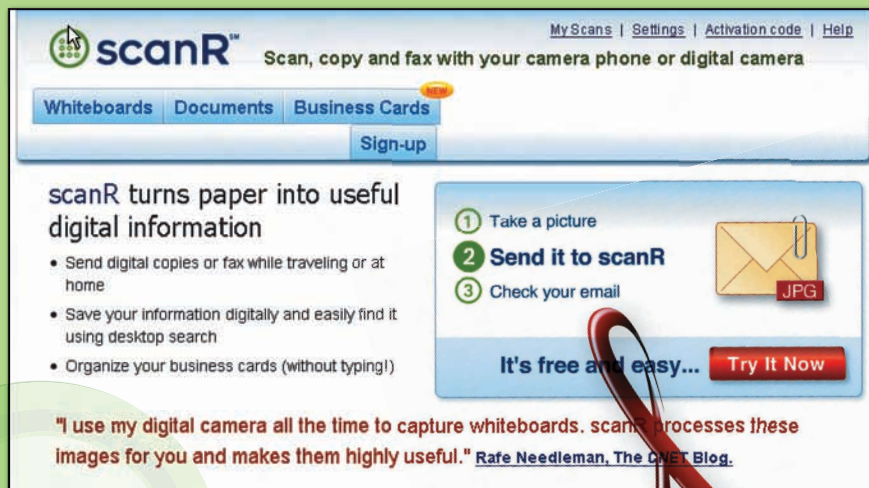 My Scans | Settings | Activation code | Help
scanR℠ Scan, copy and fax with your camera phone or digital camera
NEW
Whiteboards Documents Business Cards
Sign-up
scanR turns paper into useful
digital information
• Send digital copies or fax while traveling or at
home
• Save your information digitally and easily find it
using desktop search
• Organize your business cards (without typing!)
1 Take a picture
2 Send it to scanR
3 Check your email
JPG
It's free and easy... Try It Now
"I use my digital camera all the time to capture whiteboards. scanR processes these
images for you and makes them highly useful." Rafe Needleman, The CNET Blog.